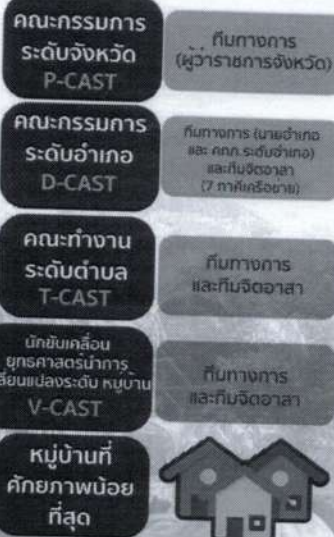 คณะกรรมการ
ระดับจังหวัด
P-CAST
ทีมทางการ
(ผู้ว่าราชการจังหวัด)
คณะกรรมการ
ระดับอำเภอ
D-CAST
ทีมทางการ (นายอำเภอ
และ คกก.ระดับอำเภอ)
และทีมจิตอาสา
(7 ภาคีเครือข่าย)
คณะทำงาน
ระดับตำบล
T-CAST
ทีมทางการ
และทีมจิตอาสา
นักขับเคลื่อน
ยุทธศาสตร์นำการ
ลี่ยนแปลงระดับ หมู่บ้าน
V-CAST
ทีมทางการ
และทีมจิตอาสา
หมู่บ้านที่
ศักยภาพน้อย
ที่สุด